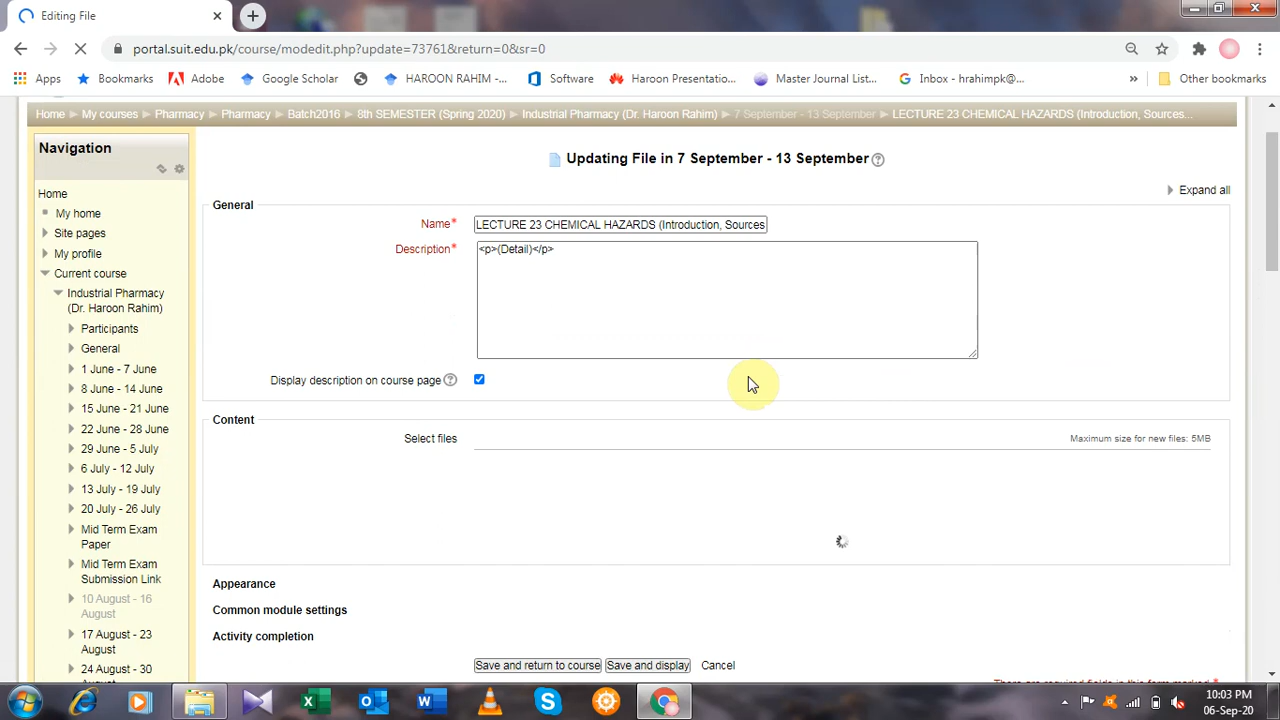 Editing File
portal.suit.edu.pk/course/modedit.php?update=73761&return=0&sr=0
Apps Bookmarks Adobe Google Scholar HAROON RAHIM -... Software Haroon Presentatio... Master Journal List... Inbox - hrahimpk@... » Other bookmarks
Home My courses Pharmacy Pharmacy Batch2016 8th SEMESTER (Spring 2020) Industrial Pharmacy (Dr. Haroon Rahim) 7 September - 13 September LECTURE 23 CHEMICAL HAZARDS (Introduction, Sources...
Navigation
Home
My home
Site pages
My profile
Current course
Industrial Pharmacy
(Dr. Haroon Rahim)
Participants
General
1 June - 7 June
8 June - 14 June
15 June - 21 June
22 June - 28 June
29 June - 5 July
6 July - 12 July
13 July - 19 July
20 July - 26 July
Mid Term Exam
Paper
Mid Term Exam
Submission Link
10 August - 16
August
17 August - 23
August
24 August - 30
Updating File in 7 September - 13 September
Expand all
General
Name*
LECTURE 23 CHEMICAL HAZARDS (Introduction, Sources
Description*
<p>(Detail)</p>
Display description on course page
Content
Select files
Maximum size for new files: 5MB
Appearance
Common module settings
Activity completion
Save and return to course Save and display Cancel
There are required fields in this form marked
10:03 PM
06-Sep-20